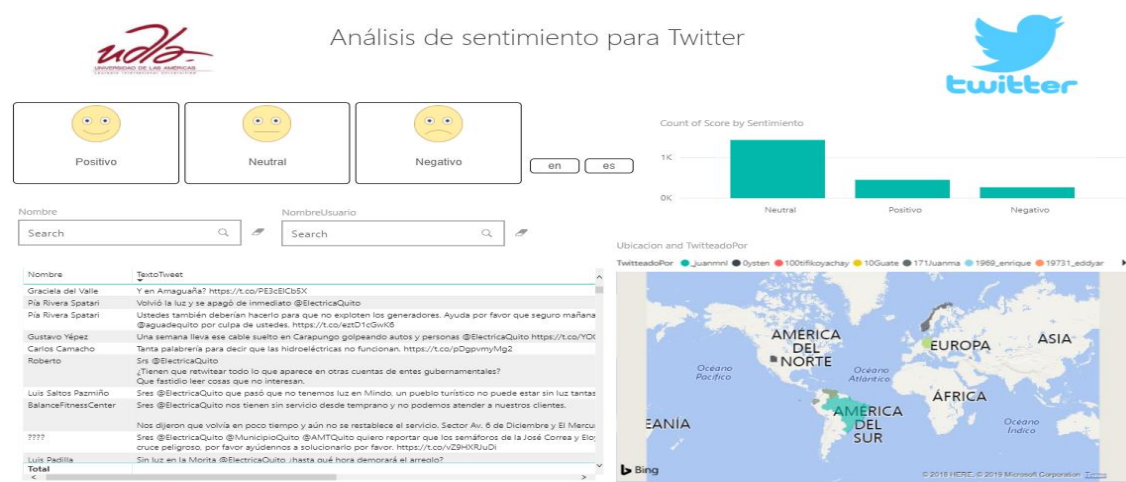 udla
UNIVERSIDAD DE LAS AMÉRICAS
Laureate International Universities
Análisis de sentimiento para Twitter
twitter
Positivo
Neutral
Negativo
en
es
Count of Score by Sentimiento
1K
0K
Neutral
Positivo
Negativo
Nombre
Search
NombreUsuario
Search
Nombre TextoTweet
Graciela del Valle Y en Amaguaña? https://t.co/PE3cEICb5X
Pía Rivera Spatari Volvió la luz y se apagó de inmediato @ElectricaQuito
Pía Rivera Spatari Ustedes también deberían hacerlo para que no exploten los generadores. Ayuda por favor que seguro mañana
@aguadequito por culpa de ustedes. https://t.co/eztD1cGwK6
Gustavo Yépez Una semana lleva ese cable suelto en Carapungo golpeando autos y personas @ElectricaQuito https://t.co/YO
Carlos Camacho Tanta palabrería para decir que las hidroeléctricas no funcionan. https://t.co/pDgpvmyMg2
Roberto Srs @ElectricaQuito
¿Tienen que retwitear todo lo que aparece en otras cuentas de entes gubernamentales?
Que fastidio leer cosas que no interesan.
Luis Saltos Pazmiño Sres @ElectricaQuito que pasó que no tenemos luz en Mindo, un pueblo turístico no puede estar sin luz tantas
BalanceFitnessCenter Sres @ElectricaQuito nos tienen sin servicio desde temprano y no podemos atender a nuestros clientes.
Nos dijeron que volvía en poco tiempo y aún no se restablece el servicio. Sector Av. 6 de Diciembre y El Mercu
???? Sres @ElectricaQuito @MunicipioQuito @AMTQuito quiero reportar que los semáforos de la José Correa y Eloy
cruce peligroso, por favor ayúdennos a solucionarlo por favor. https://t.co/vZ9HXRJuDi
Luis Padilla Sin luz en la Morita @ElectricaQuito ¿hasta qué hora demorará el arreglo?
Total
Ubicacion and TwitteadoPor
TwitteadoPor _juanmnl 0ysten 100tifikoyachay 10Guate 171Juanma 1969_enrique 19731_eddyar
AMÉRICA
DEL
NORTE
EUROPA
ASIA
Océano
Pacífico
Océano
Atlántico
ÁFRICA
EANÍA
AMÉRICA
DEL
SUR
Océano
Índico
Bing
© 2018 HERE, © 2019 Microsoft Corporation Terms